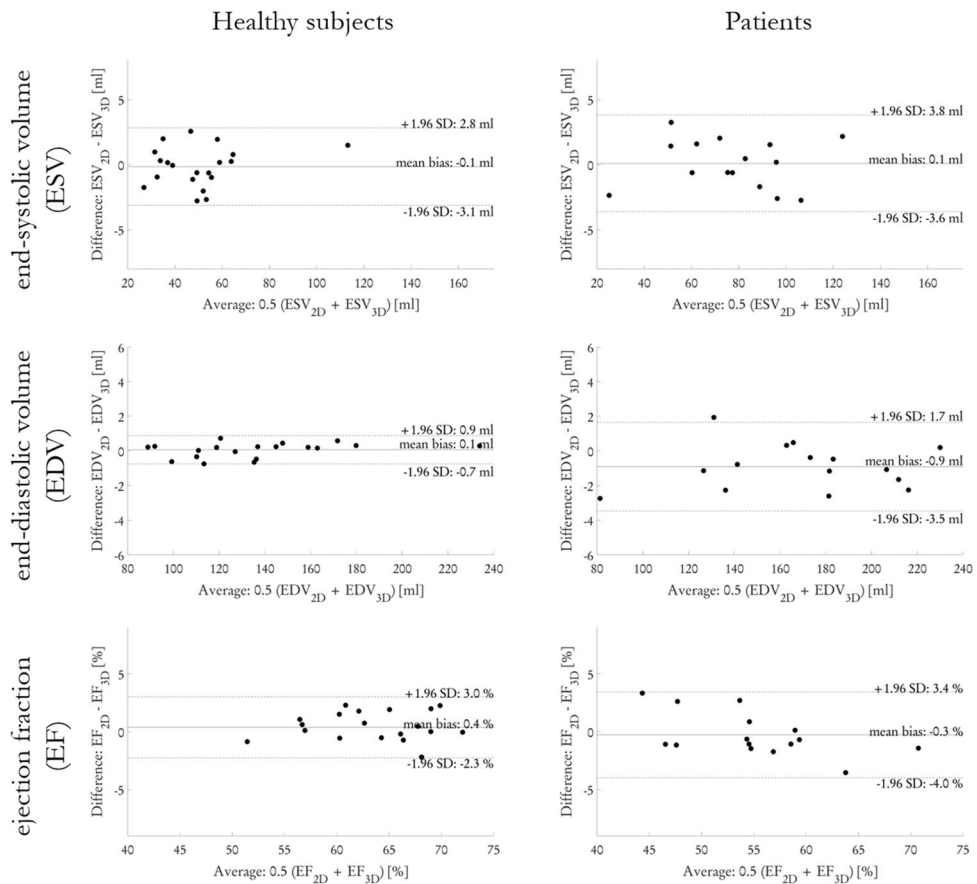 Healthy subjects
Patients
end-systolic volume
(ESV)
Difference: ESV2D - ESV3D [ml]
5
0
-5
+1.96 SD: 2.8 ml
mean bias: -0.1 ml
-1.96 SD: -3.1 ml
20 40 60 80 100 120 140 160
Average: 0.5 (ESV2D + ESV3D) [ml]
Difference: ESV2D - ESV3D [ml]
5
0
-5
+1.96 SD: 3.8 ml
mean bias: 0.1 ml
-1.96 SD: -3.6 ml
20 40 60 80 100 120 140 160
Average: 0.5 (ESV2D + ESV3D) [ml]
end-diastolic volume
(EDV)
Difference: EDV2D - EDV3D [ml]
6
4
2
0
-2
-4
-6
+1.96 SD: 0.9 ml
mean bias: 0.1 ml
-1.96 SD: -0.7 ml
80 100 120 140 160 180 200 220 240
Average: 0.5 (EDV2D + EDV3D) [ml]
Difference: EDV2D - EDV3D [ml]
6
4
2
0
-2
-4
-6
+1.96 SD: 1.7 ml
mean bias: -0.9 ml
-1.96 SD: -3.5 ml
80 100 120 140 160 180 200 220 240
Average: 0.5 (EDV2D + EDV3D) [ml]
ejection fraction
(EF)
Difference: EF2D - EF3D [%]
5
0
-5
+1.96 SD: 3.0 %
mean bias: 0.4 %
-1.96 SD: -2.3 %
40 45 50 55 60 65 70 75
Average: 0.5 (EF2D + EF3D) [%]
Difference: EF2D - EF3D [%]
5
0
-5
+1.96 SD: 3.4 %
mean bias: -0.3 %
-1.96 SD: -4.0 %
40 45 50 55 60 65 70 75
Average: 0.5 (EF2D + EF3D) [%]